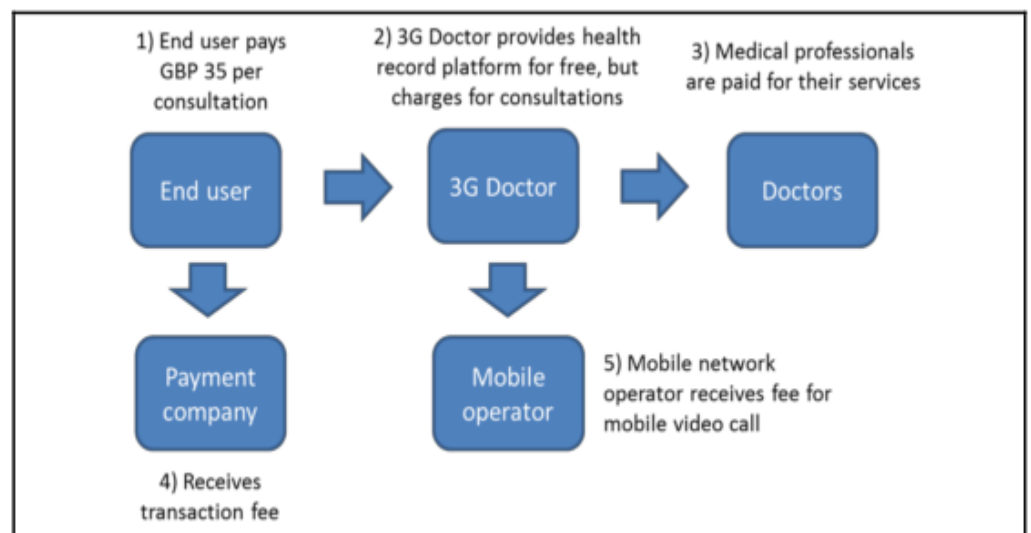 1) End user pays
GBP 35 per
consultation
2) 3G Doctor provides health
record platform for free, but
charges for consultations
3) Medical professionals
are paid for their services
End user
3G Doctor
Doctors
Payment
company
Mobile
operator
5) Mobile network
operator receives fee for
mobile video call
4) Receives
transaction fee